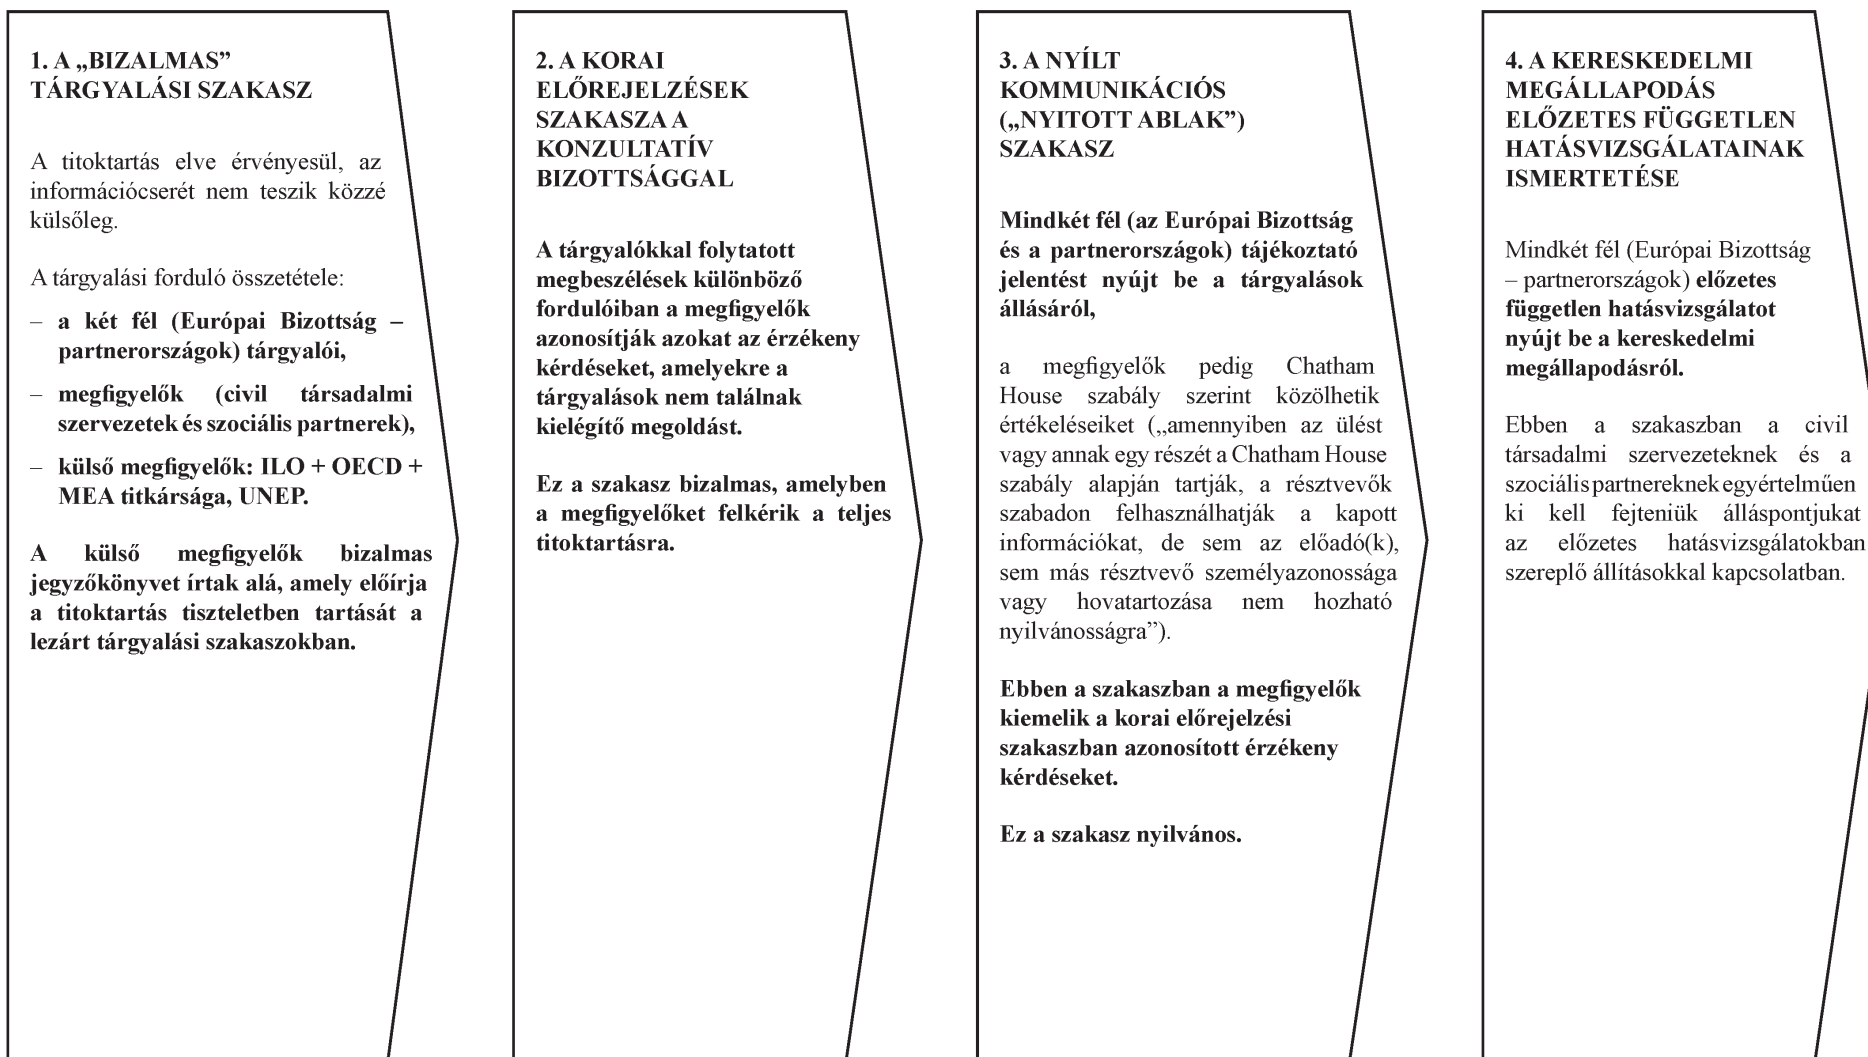 1. A „BIZALMAS”
TÁRGYALÁSI SZAKASZ
A titoktartás elve érvényesül, az
információcserét nem teszik közzé
külsőleg.
A tárgyalási forduló összetétele:
– a két fél (Európai Bizottság –
partnerországok) tárgyalói,
– megfigyelők (civil társadalmi
szervezetek és szociális partnerek),
– külső megfigyelők: ILO + OECD +
MEA titkársága, UNEP.
A külső megfigyelők bizalmas
jegyzőkönyvet írtak alá, amely előírja
a titoktartás tiszteletben tartását a
lezárt tárgyalási szakaszokban.
2. A KORAI
ELŐREJELZÉSEK
SZAKASZA A
KONZULTATÍV
BIZOTTSÁGGAL
A tárgyalókkal folytatott
megbeszélések különböző
fordulóiban a megfigyelők
azonosítják azokat az érzékeny
kérdéseket, amelyekre a
tárgyalások nem találnak
kielégítő megoldást.
Ez a szakasz bizalmas, amelyben
a megfigyelőket felkérik a teljes
titoktartásra.
3. A NYÍLT
KOMMUNIKÁCIÓS
(„NYITOTT ABLAK”)
SZAKASZ
Mindkét fél (az Európai Bizottság
és a partnerországok) tájékoztató
jelentést nyújt be a tárgyalások
állásáról,
a megfigyelők pedig Chatham
House szabály szerint közölhetik
értékeléseiket („amennyiben az ülést
vagy annak egy részét a Chatham House
szabály alapján tartják, a résztvevők
szabadon felhasználhatják a kapott
információkat, de sem az előadó(k),
sem más résztvevő személyazonossága
vagy hovatartozása nem hozható
nyilvánosságra”).
Ebben a szakaszban a megfigyelők
kiemelik a korai előrejelzési
szakaszban azonosított érzékeny
kérdéseket.
Ez a szakasz nyilvános.
4. A KERESKEDELMI
MEGÁLLAPODÁS
ELŐZETES FÜGGETLEN
HATÁSVIZSGÁLATAINAK
ISMERTETÉSE
Mindkét fél (Európai Bizottság
– partnerországok) előzetes
független hatásvizsgálatot
nyújt be a kereskedelmi
megállapodásról.
Ebben a szakaszban a civil
társadalmi szervezeteknek és a
szociális partnereknek egyértelműen
ki kell fejteniük álláspontjukat
az előzetes hatásvizsgálatokban
szereplő állításokkal kapcsolatban.